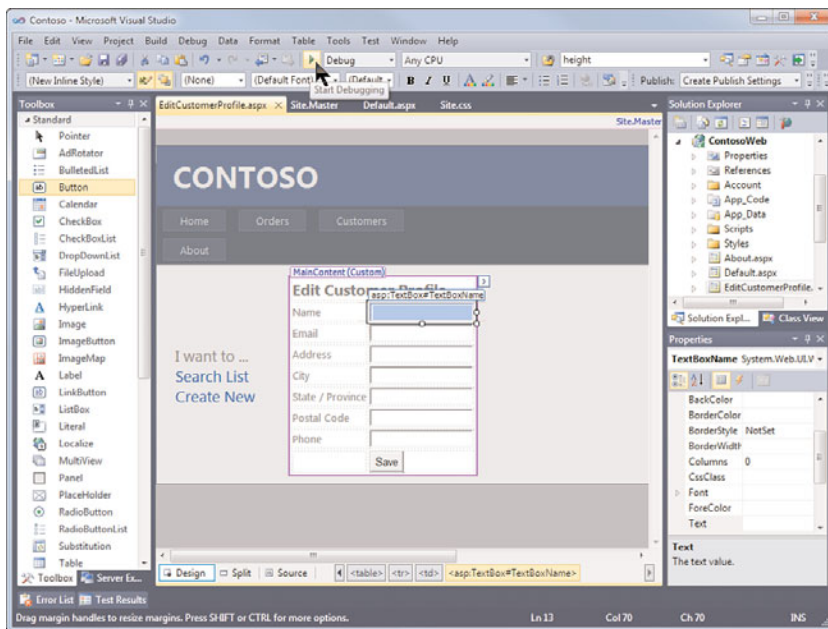 Contoso - Microsoft Visual Studio
File Edit View Project Build Debug Data Format Table Tools Test Window Help
Debug Any CPU height
(New Inline Style) (None) (Default Font) (Default B I U A Publish: Create Publish Settings
Start Debugging
Toolbox
Standard
Pointer
AdRotator
BulletedList
Button
Calendar
CheckBox
CheckBoxList
DropDownList
FileUpload
HiddenField
HyperLink
Image
ImageButton
ImageMap
Label
LinkButton
ListBox
Literal
Localize
MultiView
Panel
PlaceHolder
RadioButton
RadioButtonList
Substitution
Table
Toolbox Server Ex...
EditCustomerProfile.aspx Site.Master Default.aspx Site.css
Site.Master
CONTOSO
Home Orders Customers
About
MainContent (Custom)
Edit Customer Profile
asp:TextBox#TextBoxName
Name
Email
Address
City
State / Province
Postal Code
Phone
Save
I want to ...
Search List
Create New
Design Split Source <table> <tr> <td> <asp:TextBox#TextBoxName>
Solution Explorer
ContosoWeb
Properties
References
Account
App_Code
App_Data
Scripts
Styles
About.aspx
Default.aspx
EditCustomerProfile.
Solution Expl... Class View
Properties
TextBoxName System.Web.UI.V
BackColor
BorderColor
BorderStyle NotSet
BorderWidth
Columns 0
CssClass
Font
ForeColor
Text
Text
The text value.
Error List Test Results
Drag margin handles to resize margins. Press SHIFT or CTRL for more options. Ln 13 Col 70 Ch 70 INS